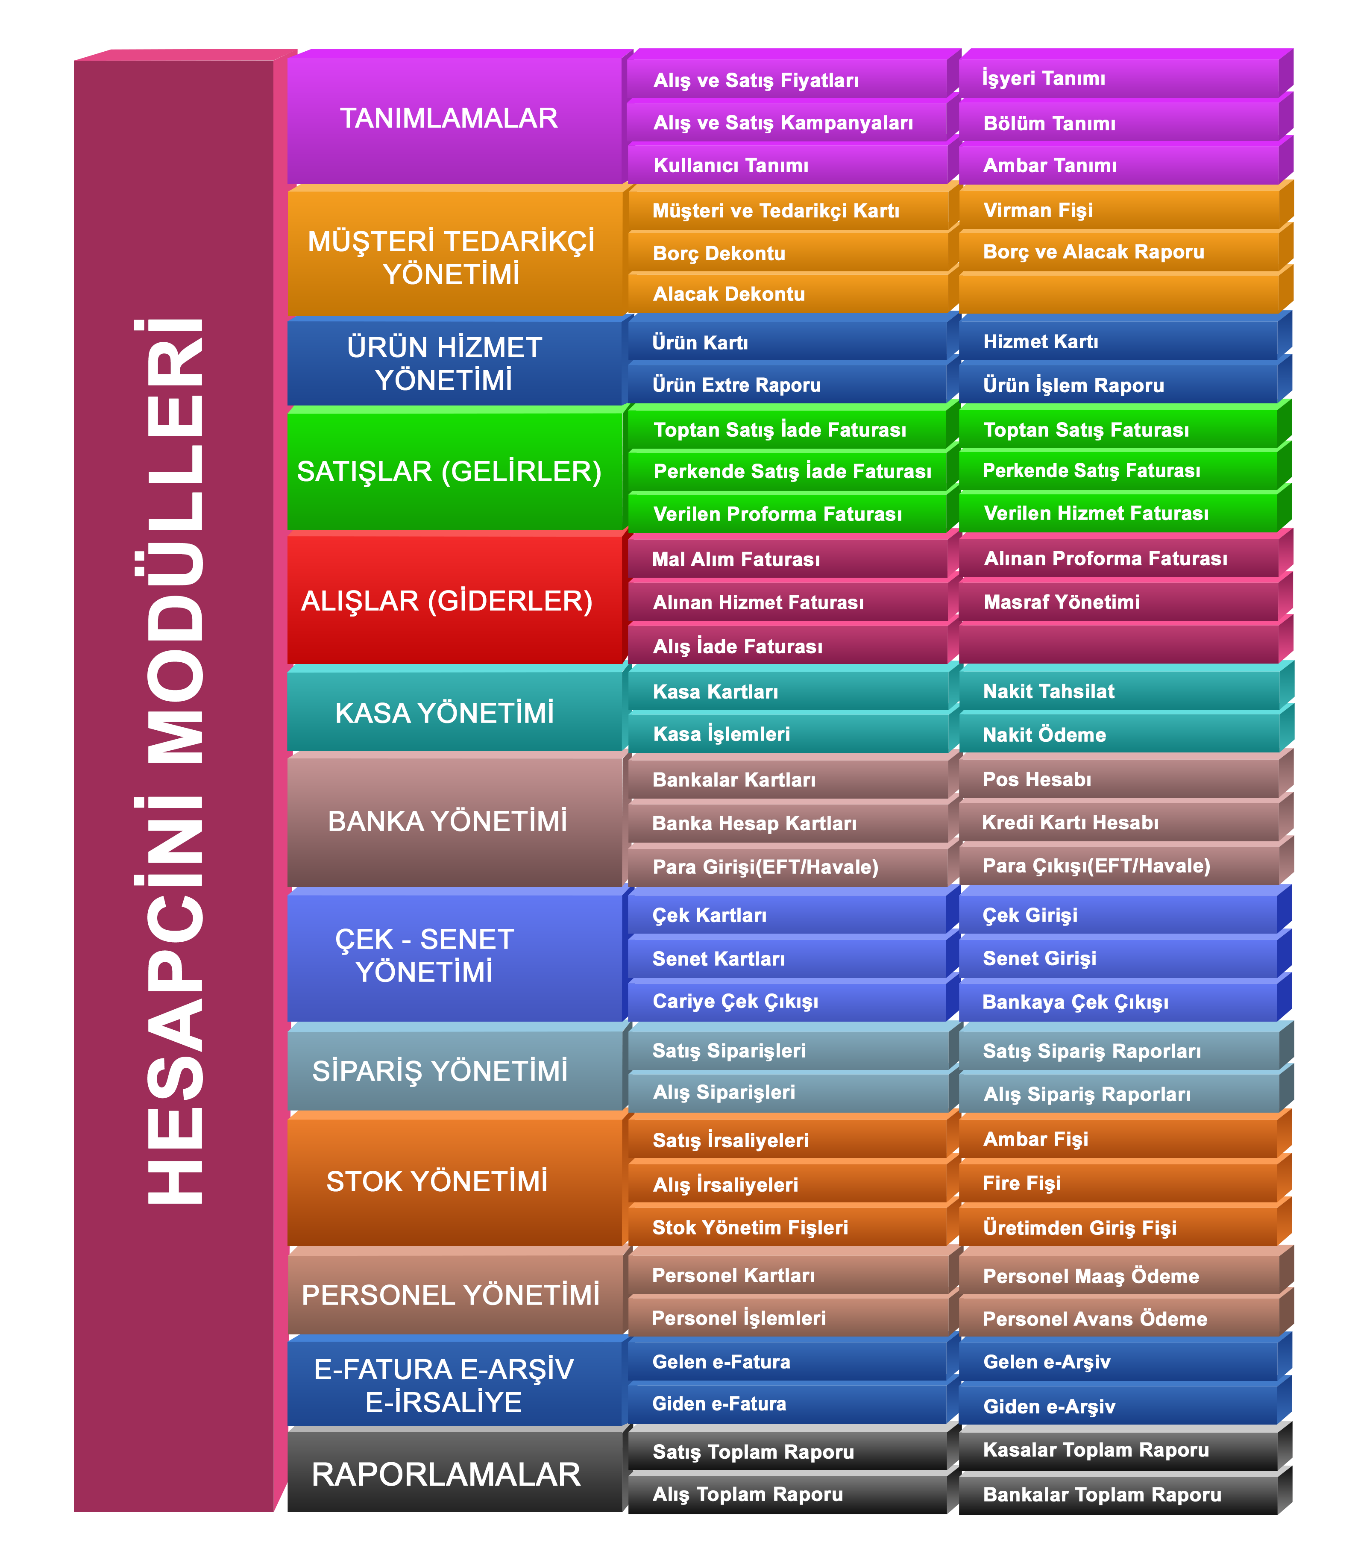 HESAPCİNİ MODÜLLERİ
TANIMLAMALAR
Alış ve Satış Fiyatları
İşyeri Tanımı
Alış ve Satış Kampanyaları
Bölüm Tanımı
Kullanıcı Tanımı
Ambar Tanımı
MÜŞTERİ TEDARİKÇİ
YÖNETİMİ
Müşteri ve Tedarikçi Kartı
Virman Fişi
Borç Dekontu
Borç ve Alacak Raporu
Alacak Dekontu
ÜRÜN HİZMET
YÖNETİMİ
Ürün Kartı
Hizmet Kartı
Ürün Extre Raporu
Ürün İşlem Raporu
SATIŞLAR (GELİRLER)
Toptan Satış İade Faturası
Toptan Satış Faturası
Perkende Satış İade Faturası
Perkende Satış Faturası
Verilen Proforma Faturası
Verilen Hizmet Faturası
ALIŞLAR (GİDERLER)
Mal Alım Faturası
Alınan Proforma Faturası
Alınan Hizmet Faturası
Masraf Yönetimi
Alış İade Faturası
KASA YÖNETİMİ
Kasa Kartları
Nakit Tahsilat
Kasa İşlemleri
Nakit Ödeme
BANKA YÖNETİMİ
Bankalar Kartları
Pos Hesabı
Banka Hesap Kartları
Kredi Kartı Hesabı
Para Girişi(EFT/Havale)
Para Çıkışı(EFT/Havale)
ÇEK - SENET
YÖNETİMİ
Çek Kartları
Çek Girişi
Senet Kartları
Senet Girişi
Cariye Çek Çıkışı
Bankaya Çek Çıkışı
SİPARİŞ YÖNETİMİ
Satış Siparişleri
Satış Sipariş Raporları
Alış Siparişleri
Alış Sipariş Raporları
STOK YÖNETİMİ
Satış İrsaliyeleri
Ambar Fişi
Alış İrsaliyeleri
Fire Fişi
Stok Yönetim Fişleri
Üretimden Giriş Fişi
PERSONEL YÖNETİMİ
Personel Kartları
Personel Maaş Ödeme
Personel İşlemleri
Personel Avans Ödeme
E-FATURA E-ARŞİV
E-İRSALİYE
Gelen e-Fatura
Gelen e-Arşiv
Giden e-Fatura
Giden e-Arşiv
RAPORLAMALAR
Satış Toplam Raporu
Kasalar Toplam Raporu
Alış Toplam Raporu
Bankalar Toplam Raporu